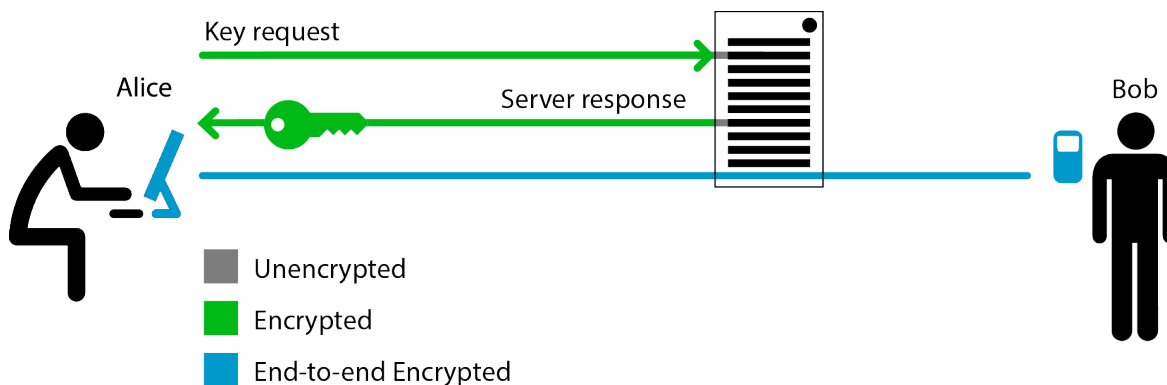 Key request
Alice
Server response
Bob
Unencrypted
Encrypted
End-to-end Encrypted